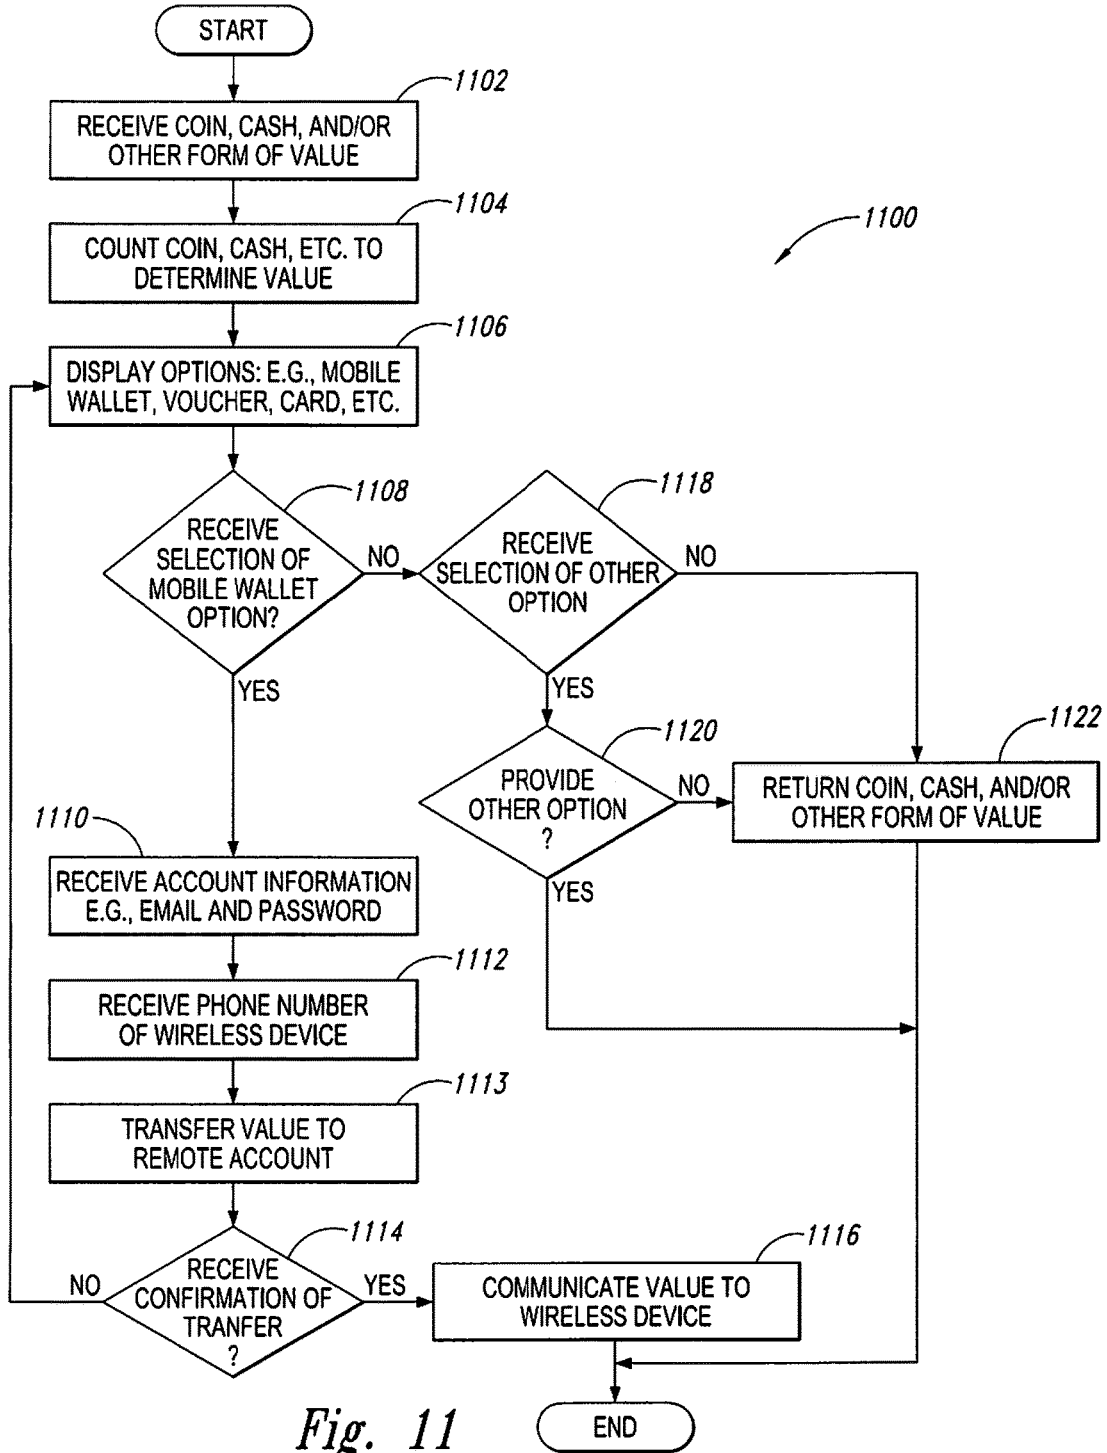 START
1102
RECEIVE COIN, CASH, AND/OR
OTHER FORM OF VALUE
1104
COUNT COIN, CASH, ETC. TO
DETERMINE VALUE
1100
1106
DISPLAY OPTIONS: E.G., MOBILE
WALLET, VOUCHER, CARD, ETC.
1108
RECEIVE
SELECTION OF
MOBILE WALLET
OPTION?
NO
YES
1118
RECEIVE
SELECTION OF OTHER
OPTION
NO
YES
1120
PROVIDE
OTHER OPTION
?
NO
YES
1122
RETURN COIN, CASH, AND/OR
OTHER FORM OF VALUE
1110
RECEIVE ACCOUNT INFORMATION
E.G., EMAIL AND PASSWORD
1112
RECEIVE PHONE NUMBER
OF WIRELESS DEVICE
1113
TRANSFER VALUE TO
REMOTE ACCOUNT
1114
RECEIVE
CONFIRMATION OF
TRANFER
?
NO
YES
1116
COMMUNICATE VALUE TO
WIRELESS DEVICE
END
Fig. 11